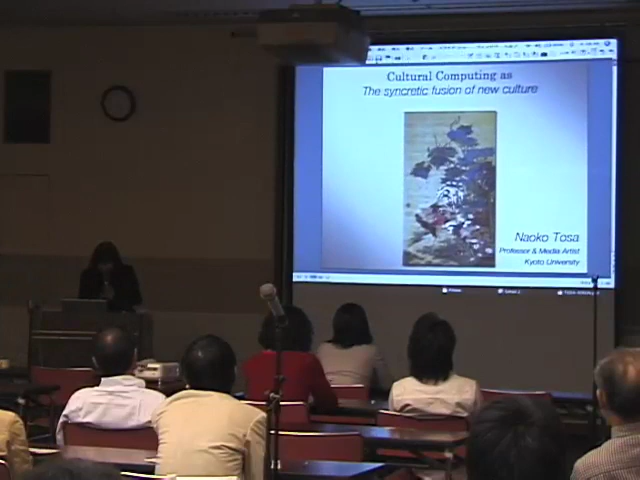 Cultural Computing as
The syncretic fusion of new culture
Naoko Tosa
Professor & Media Artist
Kyoto University